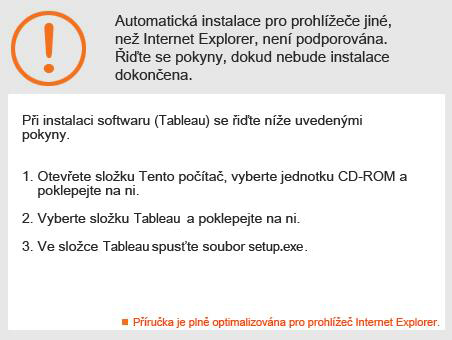 Automatická instalace pro prohlížeče jiné,
než Internet Explorer, není podporována.
Řiďte se pokyny, dokud nebude instalace
dokončena.
Při instalaci softwaru (Tableau) se řiďte níže uvedenými
pokyny.
1. Otevřete složku Tento počítač, vyberte jednotku CD-ROM a
poklepejte na ni.
2. Vyberte složku Tableau a poklepejte na ni.
3. Ve složce Tableau spusťte soubor setup.exe.
Příručka je plně optimalizována pro prohlížeč Internet Explorer.